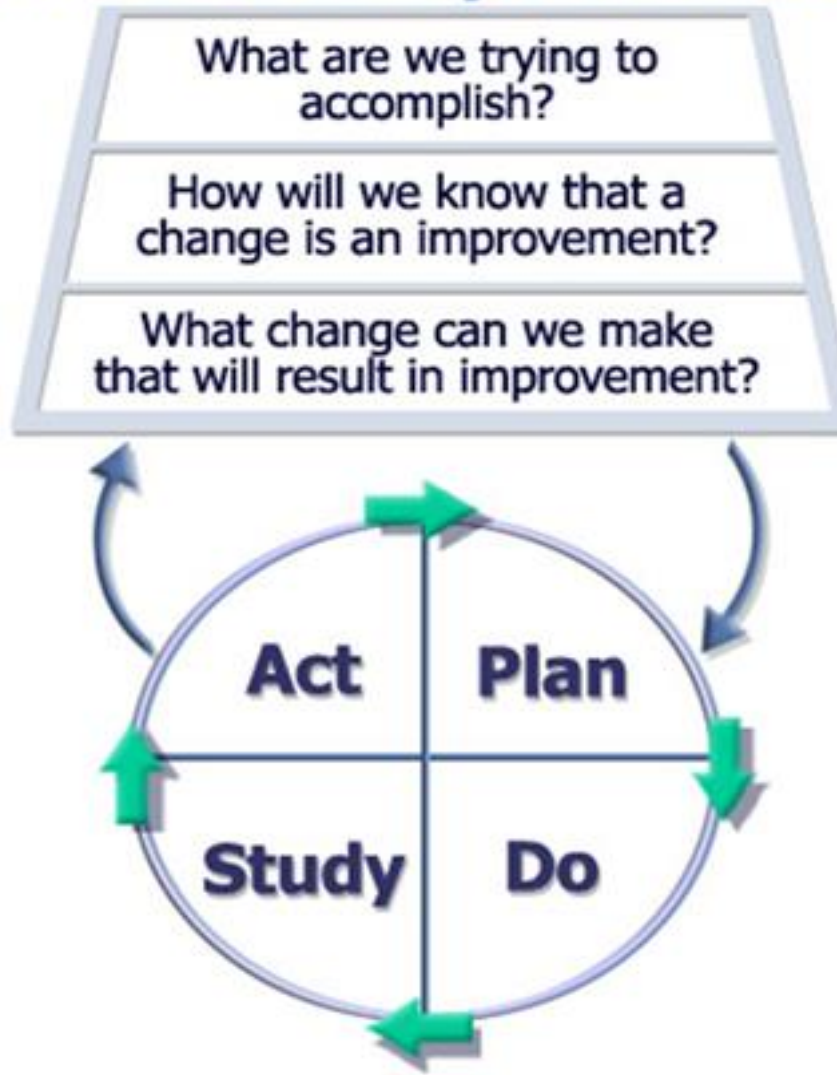 What are we trying to
accomplish?
How will we know that a
change is an improvement?
What change can we make
that will result in improvement?
Act
Plan
Study
Do